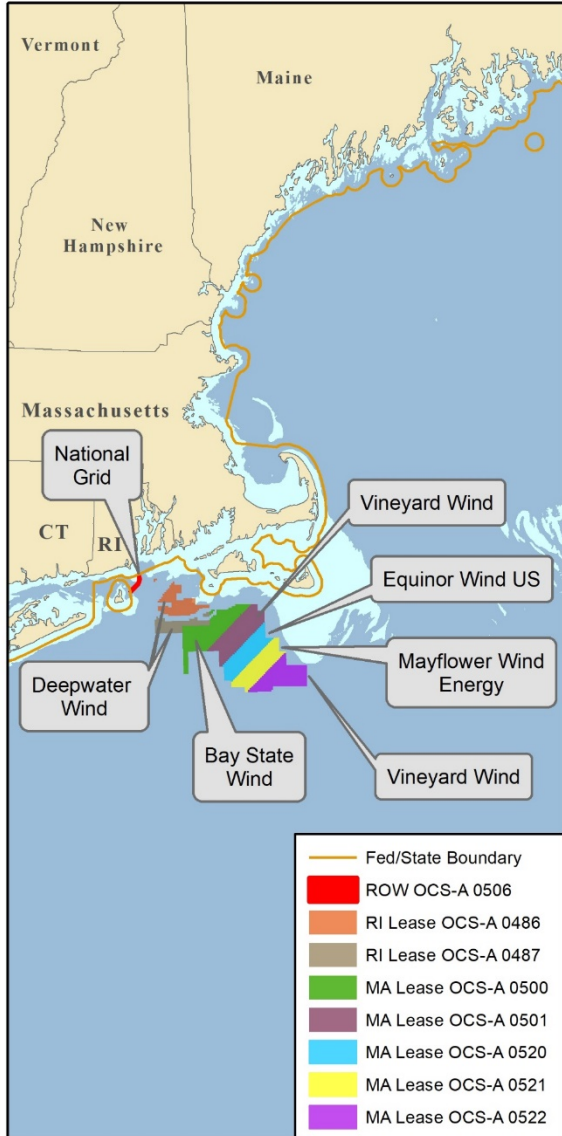 Vermont
Maine
New
Hampshire
Massachusetts
National
Grid
CT
RI
Vineyard Wind
Equinor Wind US
Mayflower Wind
Energy
Deepwater
Wind
Bay State
Wind
Vineyard Wind
Fed/State Boundary
ROW OCS-A 0506
RI Lease OCS-A 0486
RI Lease OCS-A 0487
MA Lease OCS-A 0500
MA Lease OCS-A 0501
MA Lease OCS-A 0520
MA Lease OCS-A 0521
MA Lease OCS-A 0522